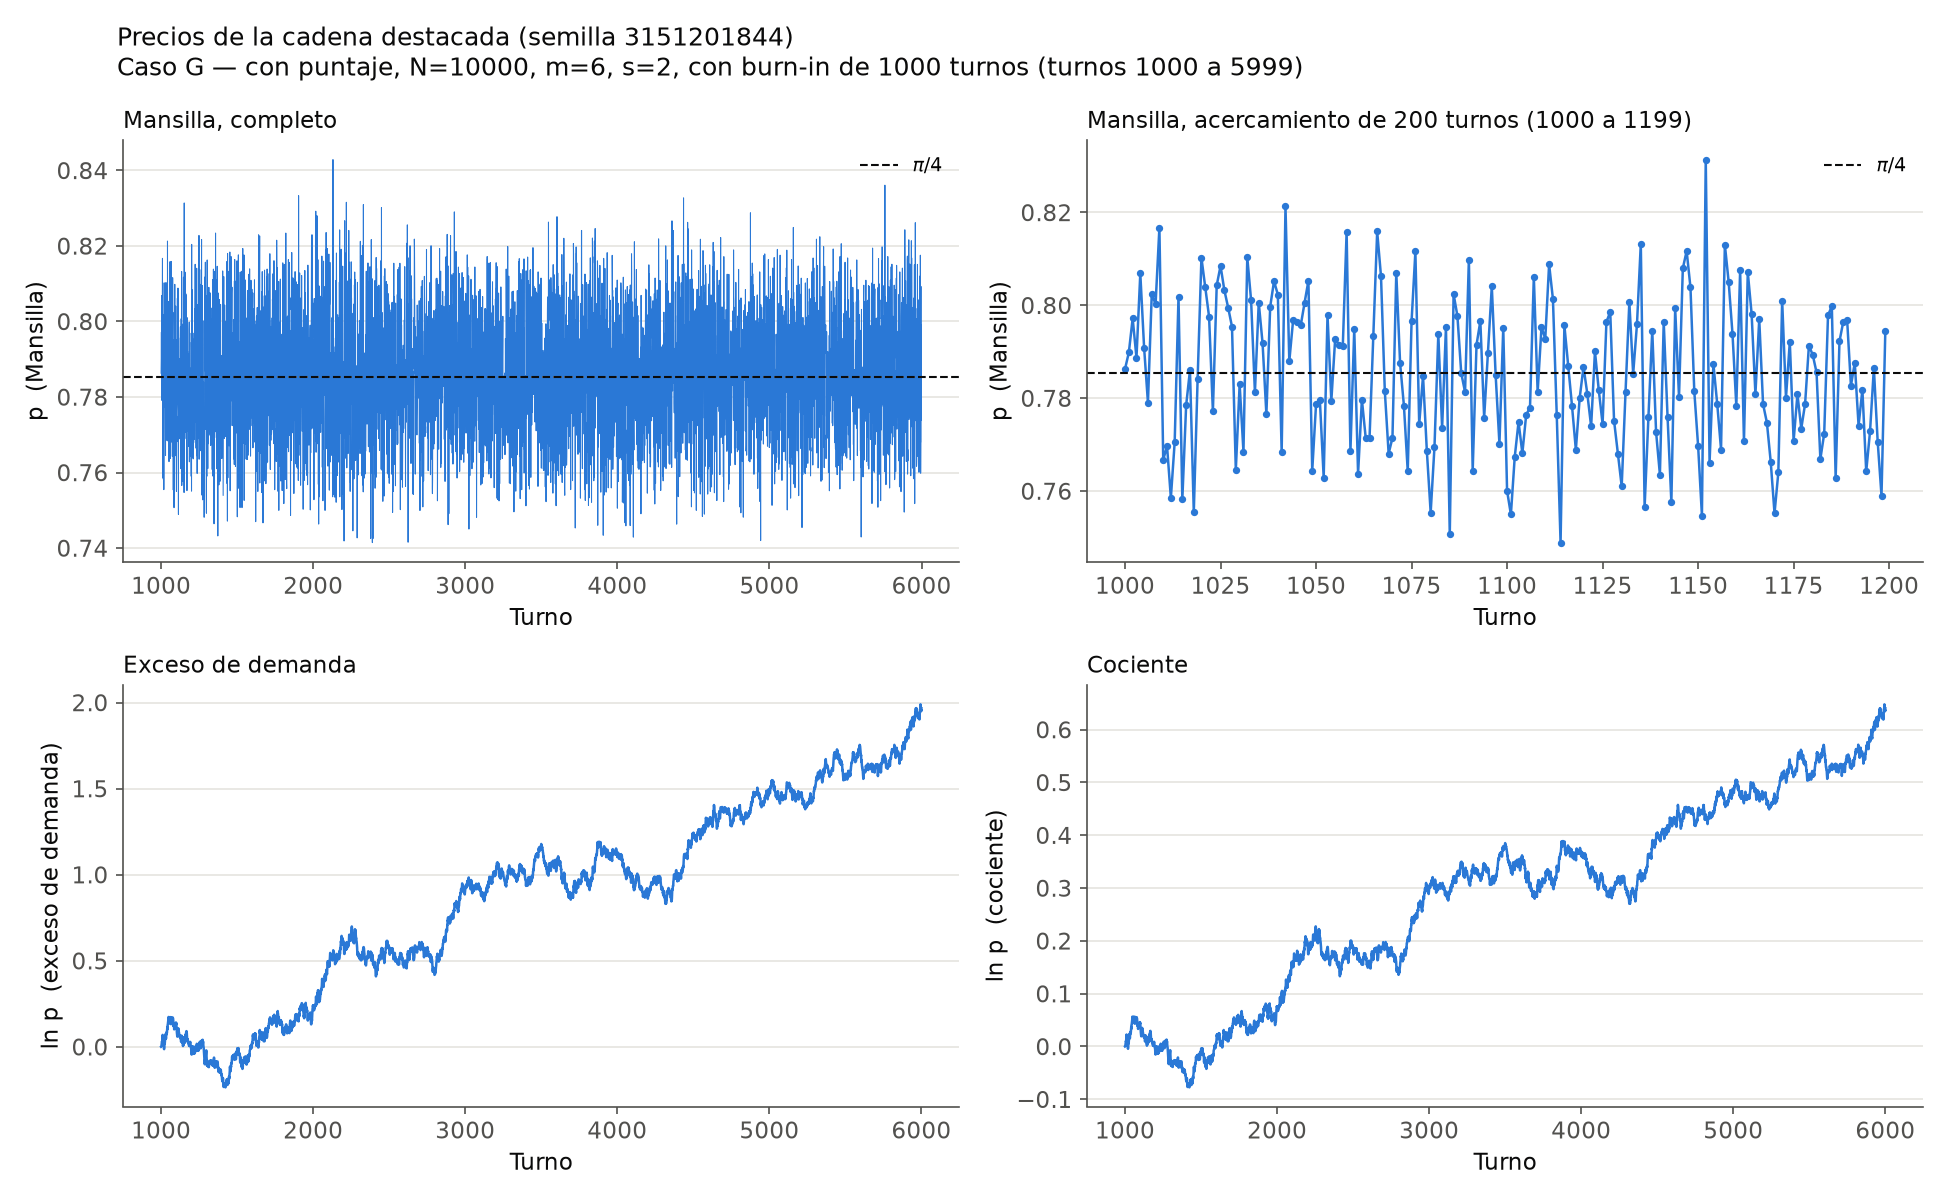 Precios de la cadena destacada (semilla 3151201844)
Caso G — con puntaje, N=10000, m=6, s=2, con burn-in de 1000 turnos (turnos 1000 a 5999)
Mansilla, completo
π/4
p (Mansilla)
0.84
0.82
0.80
0.78
0.76
0.74
1000 2000 3000 4000 5000 6000
Turno
Mansilla, acercamiento de 200 turnos (1000 a 1199)
π/4
p (Mansilla)
0.82
0.80
0.78
0.76
1000 1025 1050 1075 1100 1125 1150 1175 1200
Turno
Exceso de demanda
ln p (exceso de demanda)
2.0
1.5
1.0
0.5
0.0
1000 2000 3000 4000 5000 6000
Turno
Cociente
ln p (cociente)
0.6
0.5
0.4
0.3
0.2
0.1
0.0
−0.1
1000 2000 3000 4000 5000 6000
Turno